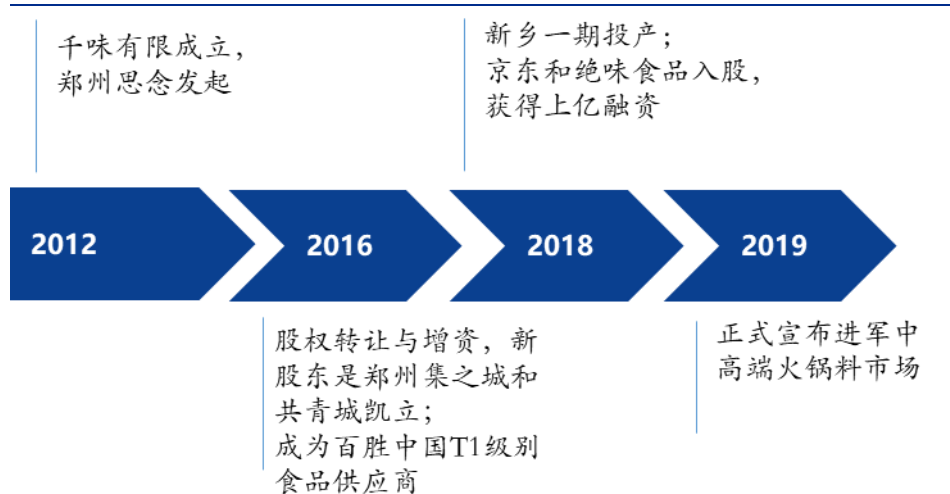 千味有限成立，
郑州思念发起
新乡一期投产；
京东和绝味食品入股，
获得上亿融资
2012
2016
2018
2019
股权转让与增资，新
股东是郑州集之城和
共青城凯立；
成为百胜中国T1级别
食品供应商
正式宣布进军中
高端火锅料市场